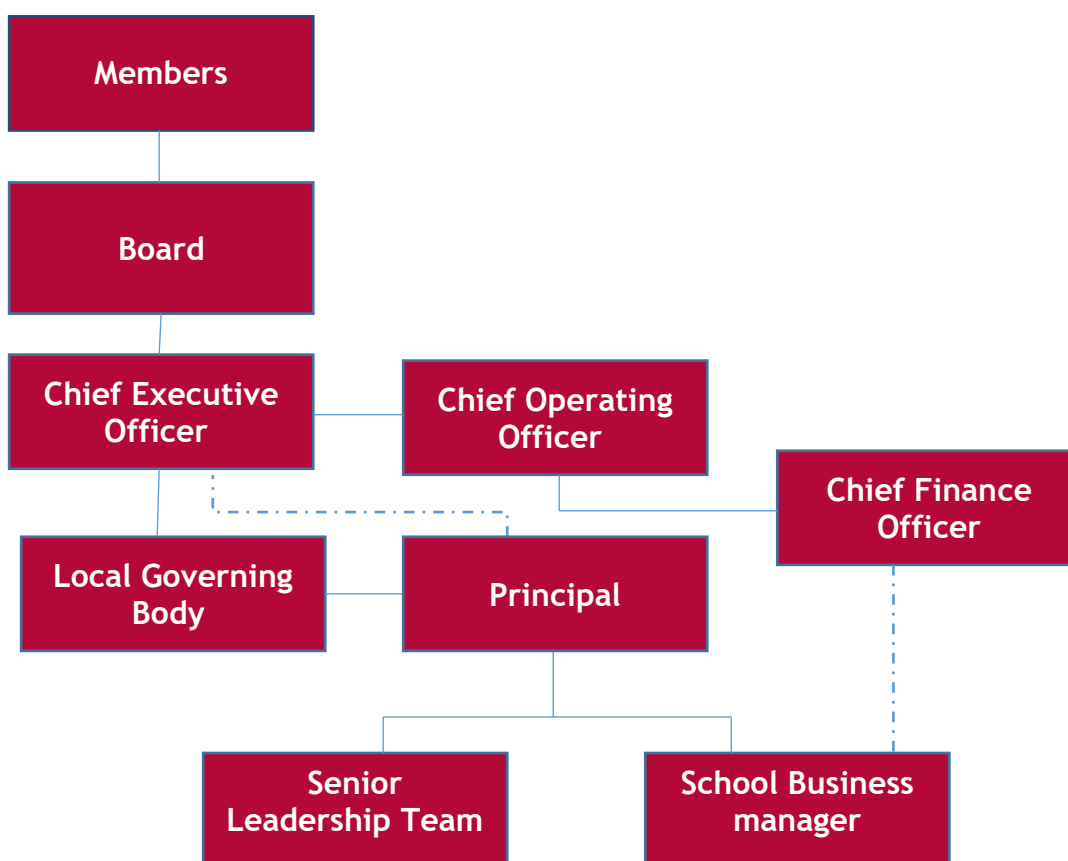 Members
Board
Chief Executive
Officer
Chief Operating
Officer
Chief Finance
Officer
Local Governing
Body
Principal
Senior
Leadership Team
School Business
manager